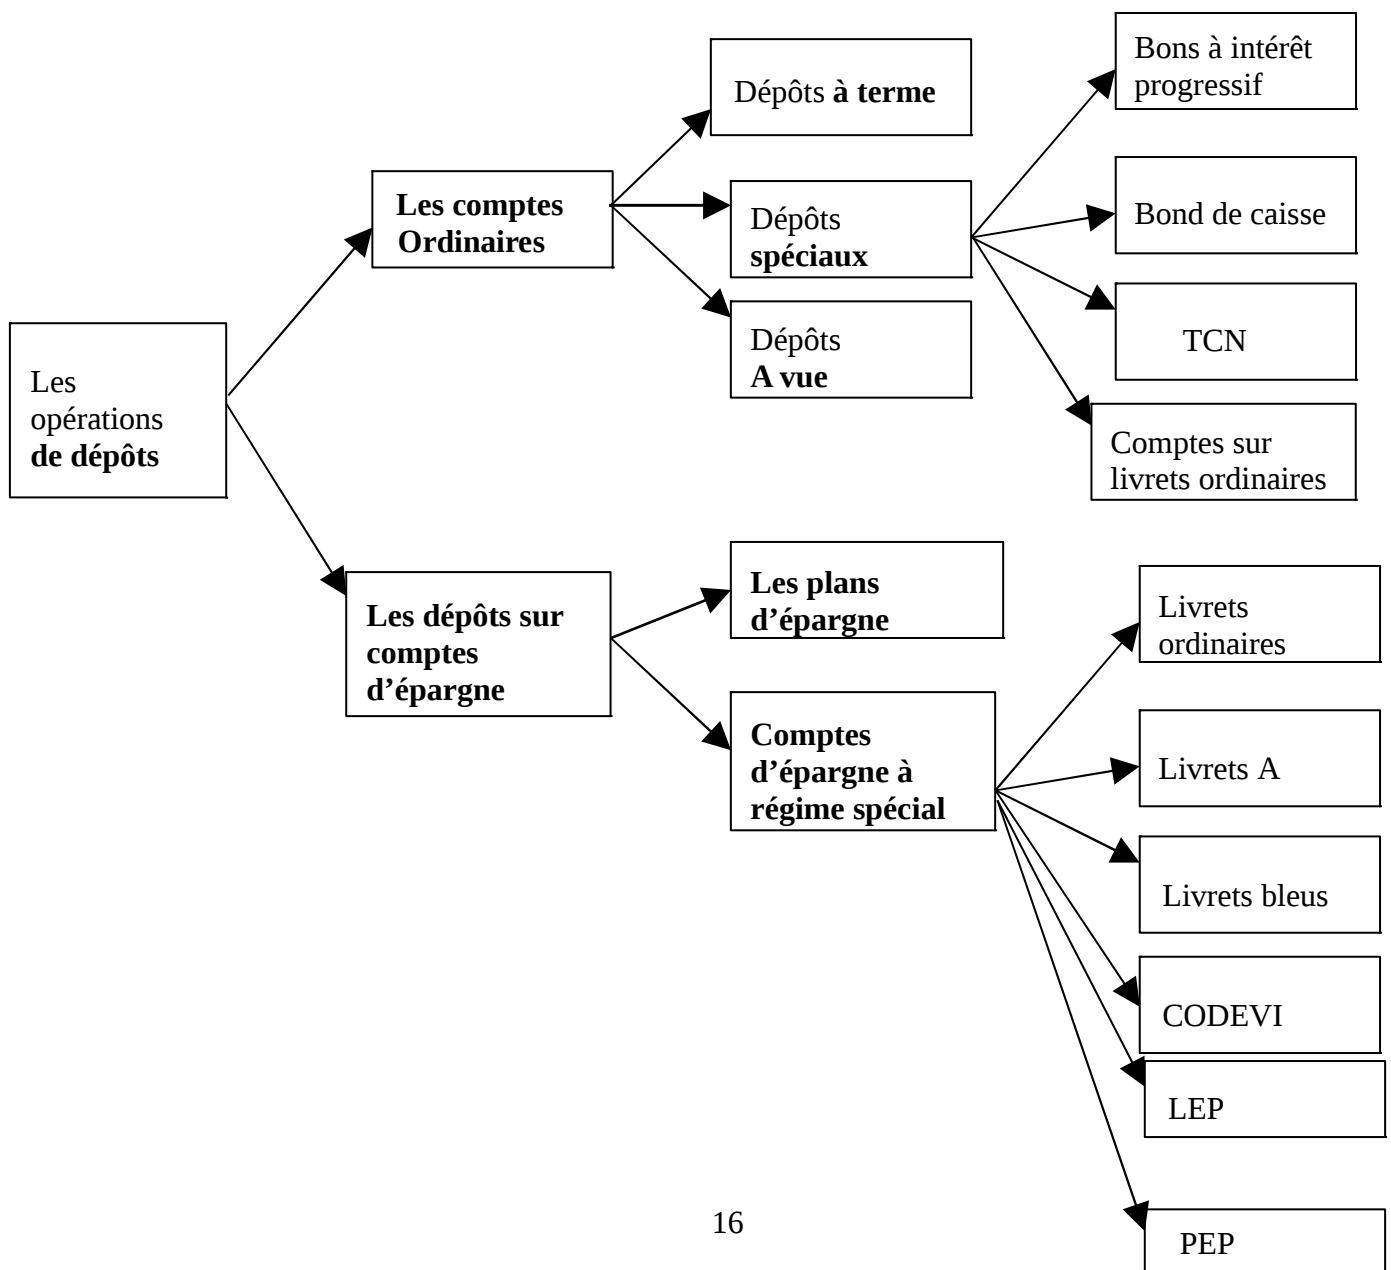 Bons à intérêt
progressif
Dépôts à terme
Les comptes
Ordinaires
Dépôts
spéciaux
Bond de caisse
Dépôts
A vue
TCN
Les
opérations
de dépôts
Comptes sur
livrets ordinaires
Les plans
d’épargne
Les dépôts sur
comptes
d’épargne
Livrets
ordinaires
Comptes
d’épargne à
régime spécial
Livrets A
Livrets bleus
CODEVI
LEP
PEP
16